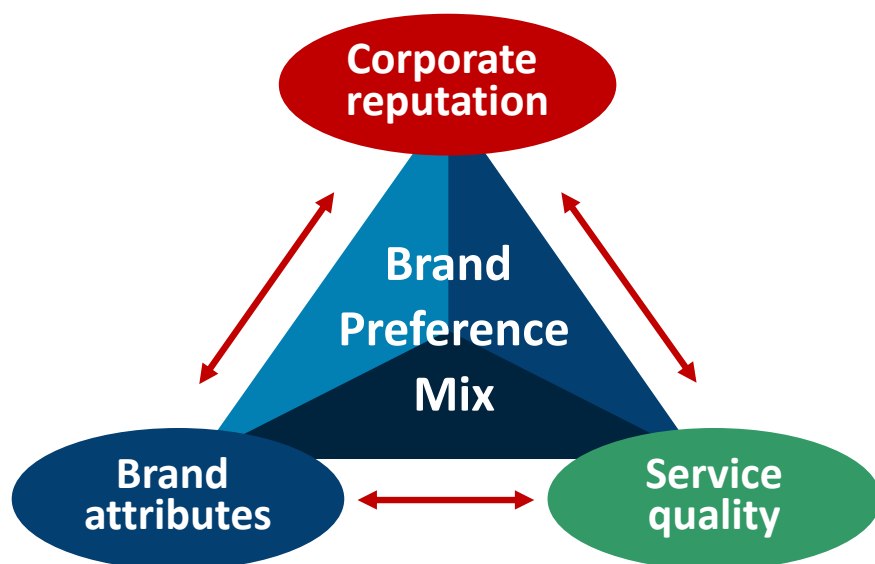 Corporate
reputation
Brand
Preference
Mix
Brand
attributes
Service
quality